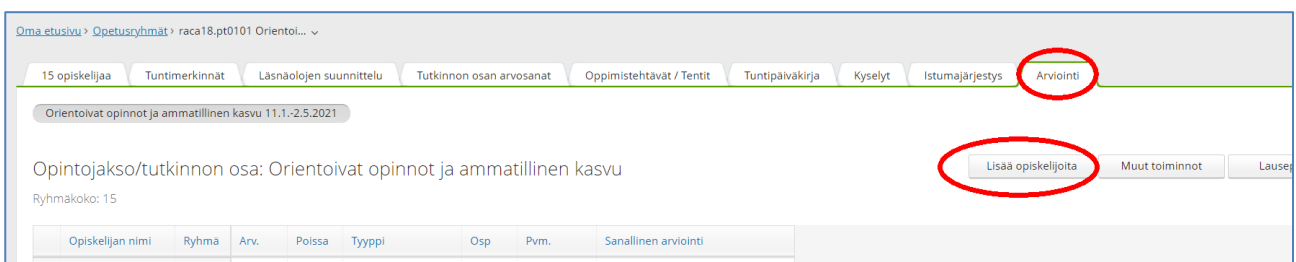 Oma etusivu › Opetusryhmät › raca18.pt0101 Orientoi...
15 opiskelijaa Tuntimerkinnät Läsnäolojen suunnittelu Tutkinnon osan arvosanat Oppimistehtävät / Tentit Tuntipäiväkirja Kyselyt Istumajärjestys Arviointi
Orientoivat opinnot ja ammatillinen kasvu 11.1.-2.5.2021
Opintojakso/tutkinnon osa: Orientoivat opinnot ja ammatillinen kasvu
Lisää opiskelijoita Muut toiminnot
Ryhmäkoko: 15
Opiskelijan nimi Ryhmä Arv. Poissa Tyyppi Osp Pvm. Sanallinen arviointi